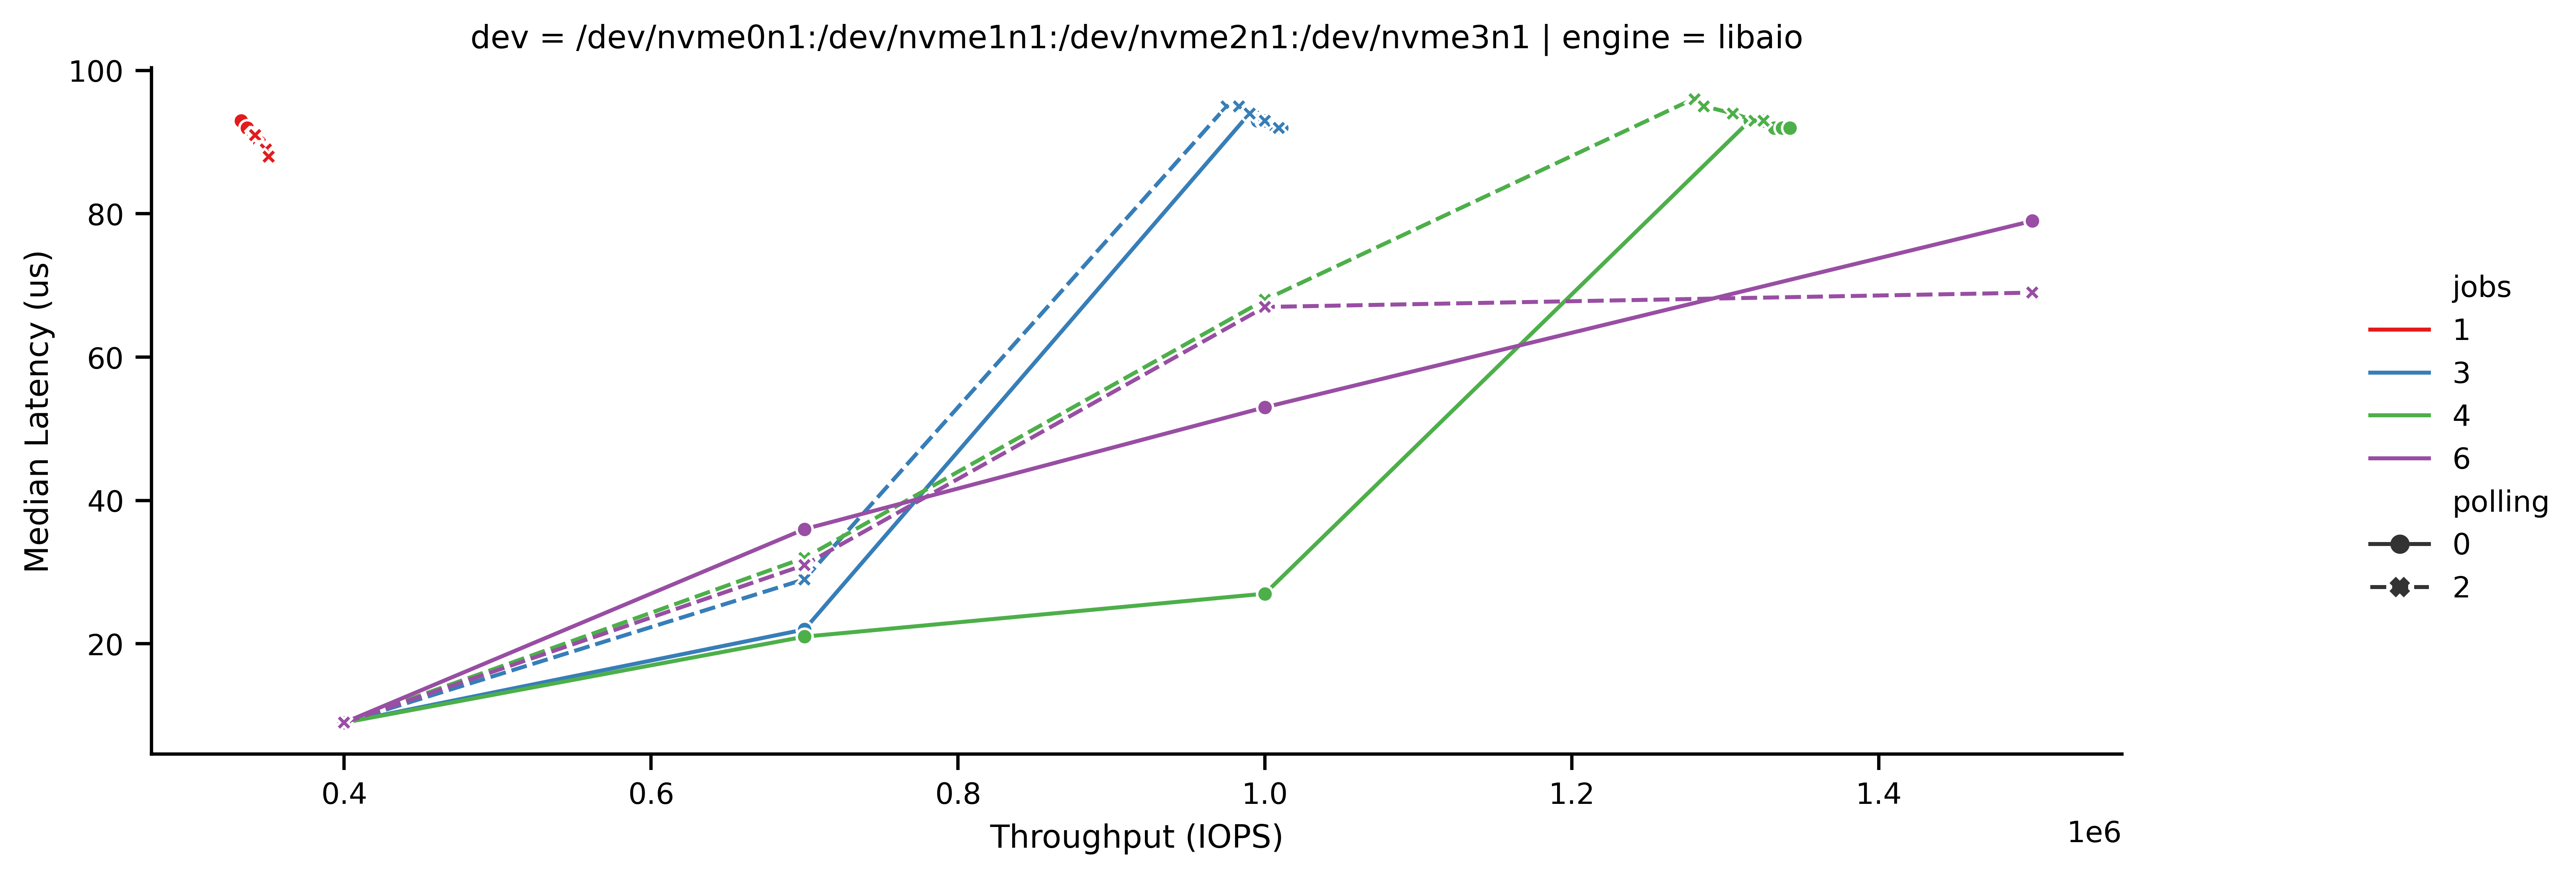 dev = /dev/nvme0n1:/dev/nvme1n1:/dev/nvme2n1:/dev/nvme3n1 | engine = libaio
Median Latency (us)
100
80
60
40
20
0.4 0.6 0.8 1.0 1.2 1.4
1e6
Throughput (IOPS)
jobs
1
3
4
6
polling
0
2